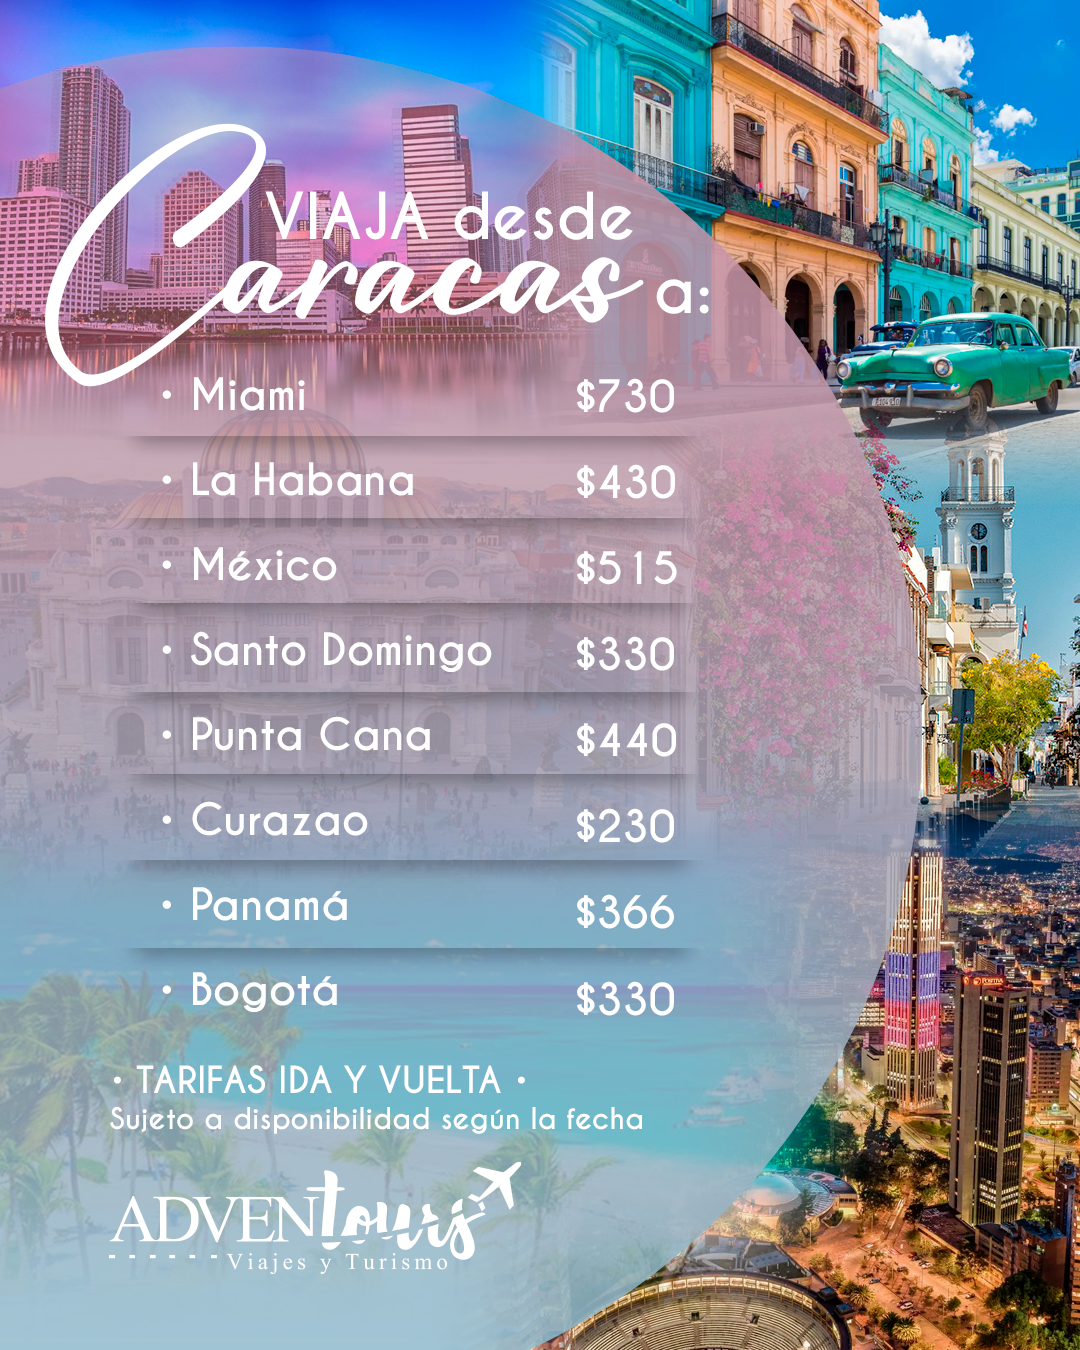 VIAJA desde
Caracas a:
· Miami $730
· La Habana $430
· México $515
· Santo Domingo $330
· Punta Cana $440
· Curazao $230
· Panamá $366
· Bogotá $330
· TARIFAS IDA Y VUELTA ·
Sujeto a disponibilidad según la fecha
ADVENTours
Viajes y Turismo